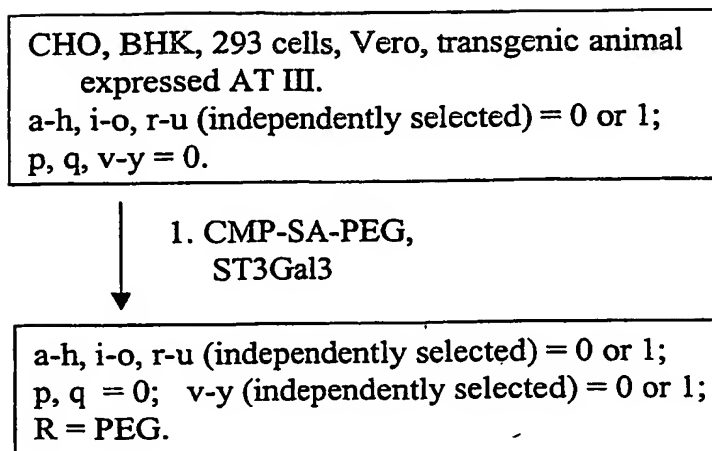 CHO, BHK, 293 cells, Vero, transgenic animal
expressed AT III.
a-h, i-o, r-u (independently selected) = 0 or 1;
p, q, v-y = 0.
1. CMP-SA-PEG,
ST3Gal3
a-h, i-o, r-u (independently selected) = 0 or 1;
p, q = 0; v-y (independently selected) = 0 or 1;
R = PEG.